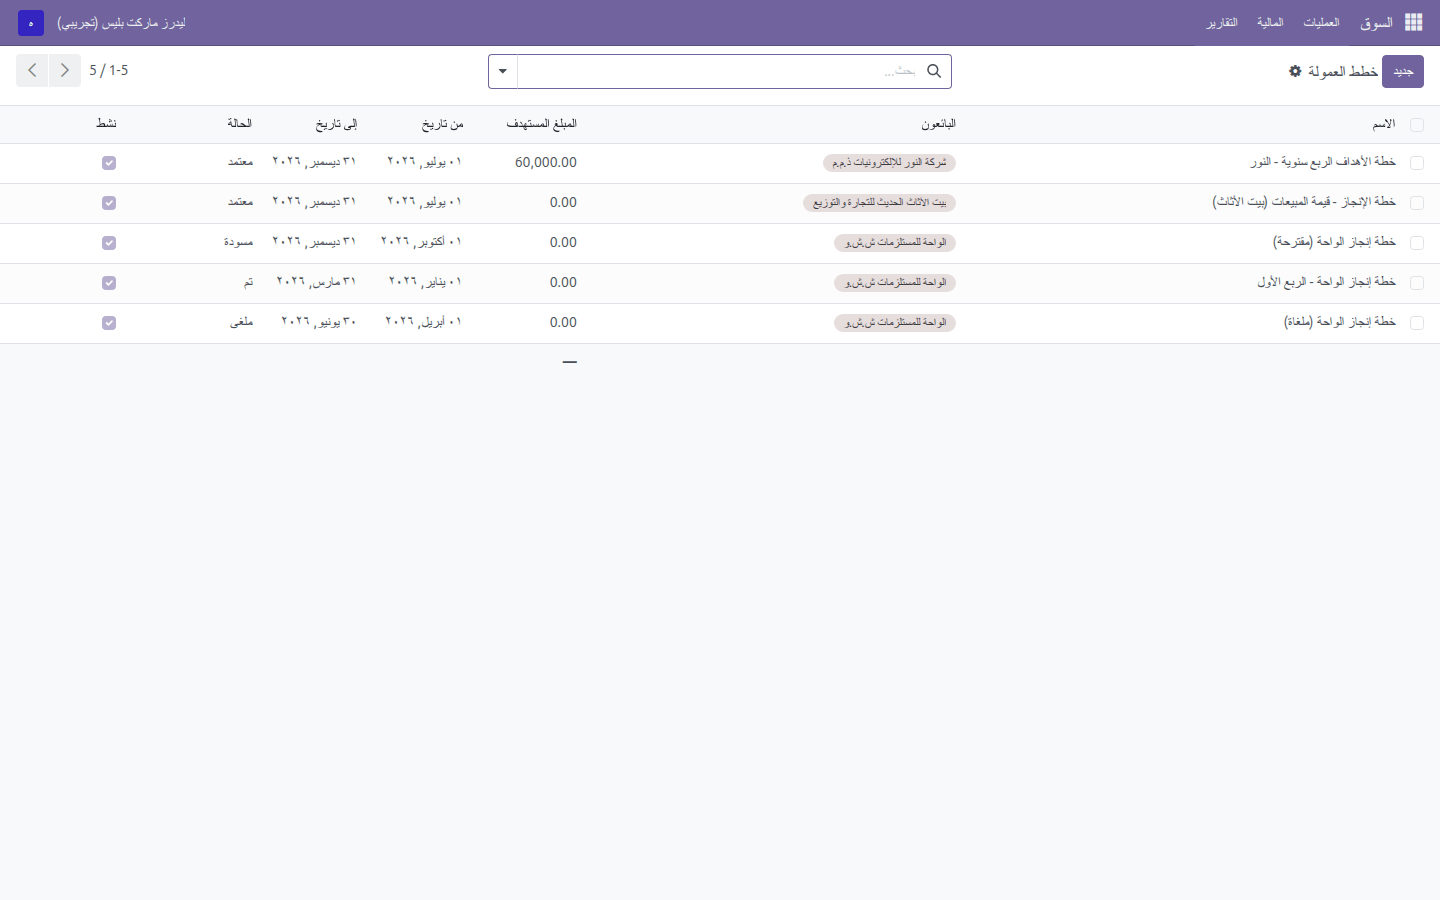 السوق العمليات المالية التقارير ليدرز ماركت بليس (تجريبي) ه
جديد خطط العمولة بحث... 1-5 / 5
الاسم البائعون المبلغ المستهدف من تاريخ إلى تاريخ الحالة نشط
خطة الأهداف الربع سنوية - النور شركة النور للإلكترونيات ذ.م.م 60,000.00 ٠١ يوليو, ٢٠٢٦ ٣١ ديسمبر, ٢٠٢٦ معتمد
خطة الإنجاز - قيمة المبيعات (بيت الأثاث) بيت الأثاث الحديث للتجارة والتوزيع 0.00 ٠١ يوليو, ٢٠٢٦ ٣١ ديسمبر, ٢٠٢٦ معتمد
خطة إنجاز الواحة (مقترحة) الواحة للمستلزمات ش.ش.و 0.00 ٠١ أكتوبر, ٢٠٢٦ ٣١ ديسمبر, ٢٠٢٦ مسودة
خطة إنجاز الواحة - الربع الأول الواحة للمستلزمات ش.ش.و 0.00 ٠١ يناير, ٢٠٢٦ ٣١ مارس, ٢٠٢٦ تم
خطة إنجاز الواحة (ملغاة) الواحة للمستلزمات ش.ش.و 0.00 ٠١ أبريل, ٢٠٢٦ ٣٠ يونيو, ٢٠٢٦ ملغى
—